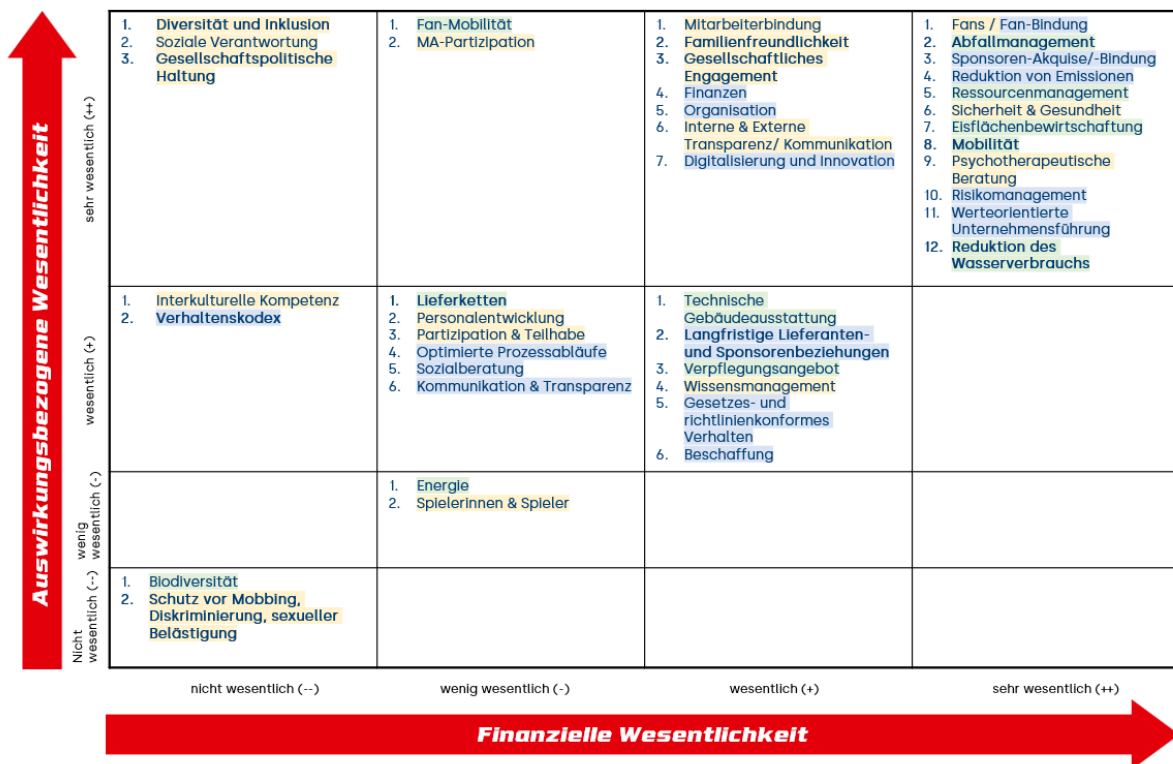 Auswirkungsbezogene Wesentlichkeit
sehr wesentlich (++)
1. Diversität und Inklusion
2. Soziale Verantwortung
3. Gesellschaftspolitische
Haltung
1. Fan-Mobilität
2. MA-Partizipation
1. Mitarbeiterbindung
2. Familienfreundlichkeit
3. Gesellschaftliches
Engagement
4. Finanzen
5. Organisation
6. Interne & Externe
Transparenz/ Kommunikation
7. Digitalisierung und Innovation
1. Fans / Fan-Bindung
2. Abfallmanagement
3. Sponsoren-Akquise/-Bindung
4. Reduktion von Emissionen
5. Ressourcenmanagement
6. Sicherheit & Gesundheit
7. Eisflächenbewirtschaftung
8. Mobilität
9. Psychotherapeutische
Beratung
10. Risikomanagement
11. Werteorientierte
Unternehmensführung
12. Reduktion des
Wasserverbrauchs
wesentlich (+)
1. Interkulturelle Kompetenz
2. Verhaltenskodex
1. Lieferketten
2. Personalentwicklung
3. Partizipation & Teilhabe
4. Optimierte Prozessabläufe
5. Sozialberatung
6. Kommunikation & Transparenz
1. Technische
Gebäudeausstattung
2. Langfristige Lieferanten-
und Sponsorenbeziehungen
3. Verpflegungsangebot
4. Wissensmanagement
5. Gesetzes- und
richtlinienkonformes
Verhalten
6. Beschaffung
wenig
wesentlich (-)
1. Energie
2. Spielerinnen & Spieler
Nicht
wesentlich (--)
1. Biodiversität
2. Schutz vor Mobbing,
Diskriminierung, sexueller
Belästigung
nicht wesentlich (--)
wenig wesentlich (-)
wesentlich (+)
sehr wesentlich (++)
Finanzielle Wesentlichkeit